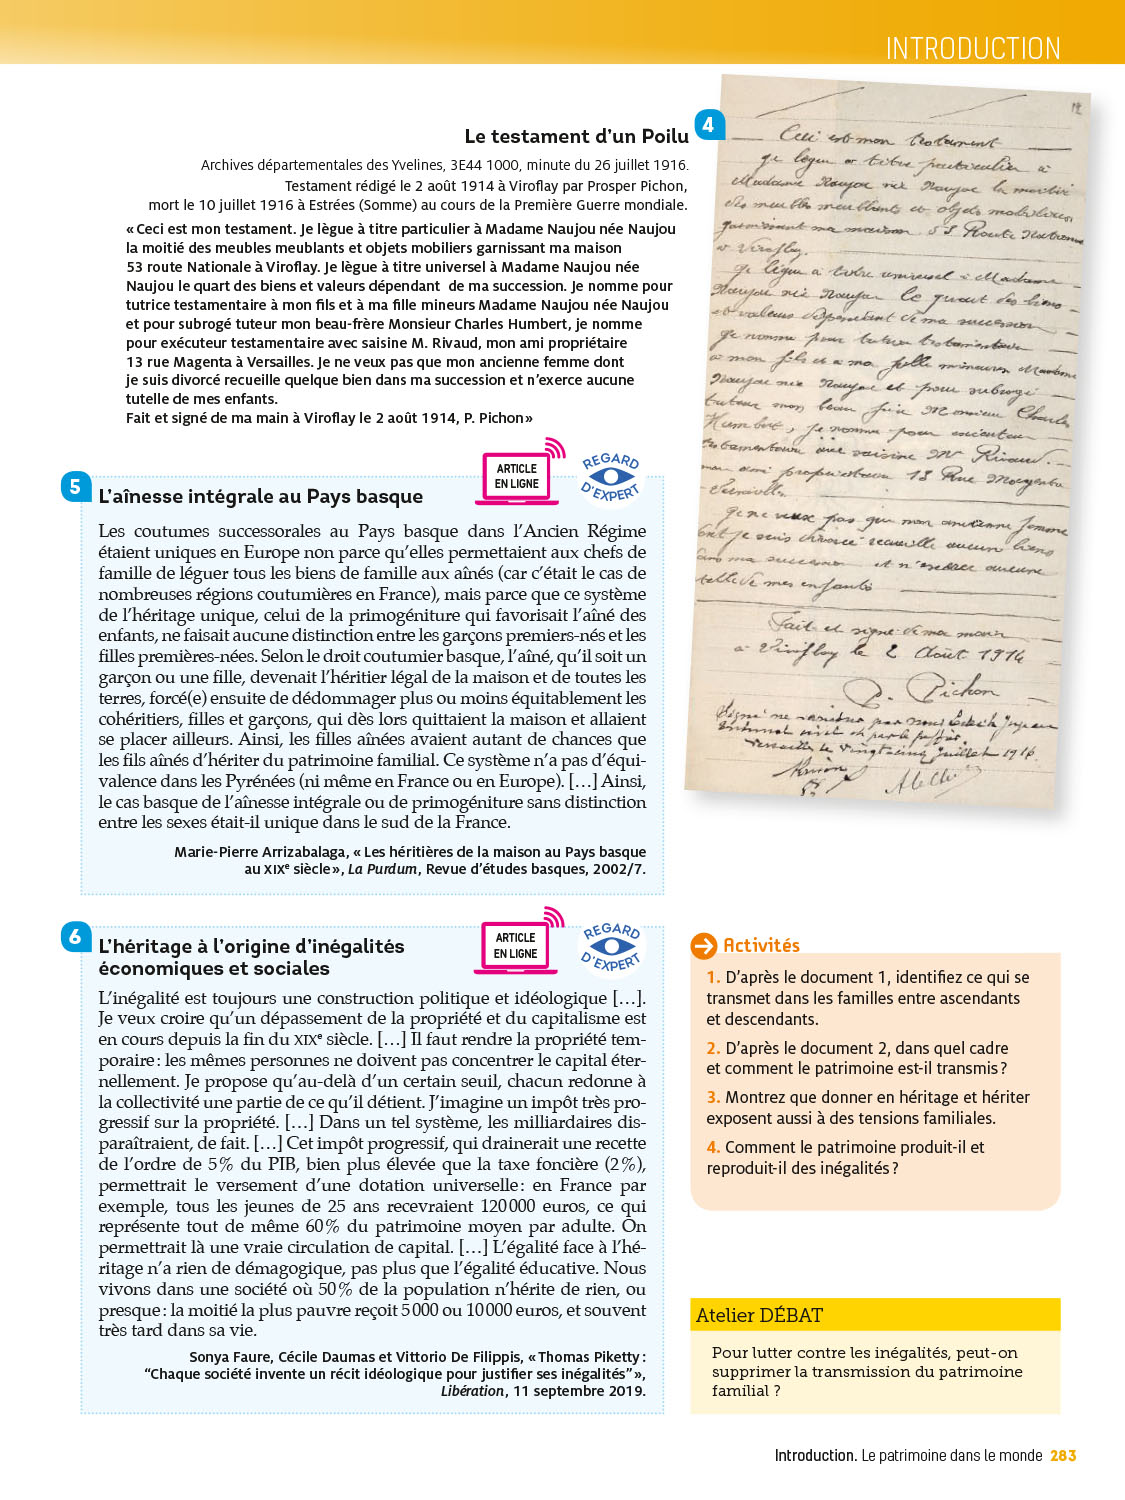 INTRODUCTION
4
Le testament d'un Poilu
Archives départementales des Yvelines, 3E44 1000, minute du 26 juillet 1916.
Testament rédigé le 2 août 1914 à Viroflay par Prosper Pichon,
mort le 10 juillet 1916 à Estrées (Somme) au cours de la Première Guerre mondiale.
« Ceci est mon testament. Je lègue à titre particulier à Madame Naujou née Naujou
la moitié des meubles meublants et objets mobiliers garnissant ma maison
53 route Nationale à Viroflay. Je lègue à titre universel à Madame Naujou née
Naujou le quart des biens et valeurs dépendant de ma succession. Je nomme pour
tutrice testamentaire à mon fils et à ma fille mineurs Madame Naujou née Naujou
et pour subrogé tuteur mon beau-frère Monsieur Charles Humbert, je nomme
pour exécuteur testamentaire avec saisine M. Rivaud, mon ami propriétaire
13 rue Magenta à Versailles. Je ne veux pas que mon ancienne femme dont
je suis divorcé recueille quelque bien dans ma succession et n'exerce aucune
tutelle de mes enfants.
Fait et signé de ma main à Viroflay le 2 août 1914, P. Pichon »
Ceci est mon testament
Je lègue à titre particulier à
Madame Naujou née Naujou la moitié
des meubles meublants et objets mobiliers
garnissant ma maison 53 Route Nationale
à Viroflay.
Je lègue à titre universel à Madame
Naujou née Naujou le quart des biens
et valeurs dépendant de ma succession
Je nomme pour tutrice testamentaire
à mon fils et à ma fille mineurs Madame
Naujou née Naujou et pour subrogé
tuteur mon beau frère Monsieur Charles
Humbert, je nomme pour exécuteur
testamentaire avec saisine Mr Rivaud.
mon ami propriétaire 13 Rue Magenta
Versailles
Je ne veux pas que mon ancienne femme
dont je suis divorcé recueille aucun biens
dans ma succession et n'exerce aucune
tutelle de mes enfants
Fait et signé de ma main
à Viroflay le 2 Août 1914
P. Pichon
5
L'aînesse intégrale au Pays basque
ARTICLE
EN LIGNE
REGARD
D'EXPERT
Les coutumes successorales au Pays basque dans l'Ancien Régime
étaient uniques en Europe non parce qu'elles permettaient aux chefs de
famille de léguer tous les biens de famille aux aînés (car c'était le cas de
nombreuses régions coutumières en France), mais parce que ce système
de l'héritage unique, celui de la primogéniture qui favorisait l'aîné des
enfants, ne faisait aucune distinction entre les garçons premiers-nés et les
filles premières-nées. Selon le droit coutumier basque, l'aîné, qu'il soit un
garçon ou une fille, devenait l'héritier légal de la maison et de toutes les
terres, forcé(e) ensuite de dédommager plus ou moins équitablement les
cohéritiers, filles et garçons, qui dès lors quittaient la maison et allaient
se placer ailleurs. Ainsi, les filles aînées avaient autant de chances que
les fils aînés d'hériter du patrimoine familial. Ce système n'a pas d'équi-
valence dans les Pyrénées (ni même en France ou en Europe). […] Ainsi,
le cas basque de l'aînesse intégrale ou de primogéniture sans distinction
entre les sexes était-il unique dans le sud de la France.
Marie-Pierre Arrizabalaga, « Les héritières de la maison au Pays basque
au XIXe siècle », La Purdum, Revue d'études basques, 2002/7.
6
L'héritage à l'origine d'inégalités
économiques et sociales
ARTICLE
EN LIGNE
REGARD
D'EXPERT
L'inégalité est toujours une construction politique et idéologique […].
Je veux croire qu'un dépassement de la propriété et du capitalisme est
en cours depuis la fin du XIXe siècle. […] Il faut rendre la propriété tem-
poraire : les mêmes personnes ne doivent pas concentrer le capital éter-
nellement. Je propose qu'au-delà d'un certain seuil, chacun redonne à
la collectivité une partie de ce qu'il détient. J'imagine un impôt très pro-
gressif sur la propriété. […] Dans un tel système, les milliardaires dis-
paraîtraient, de fait. […] Cet impôt progressif, qui drainerait une recette
de l'ordre de 5 % du PIB, bien plus élevée que la taxe foncière (2 %),
permettrait le versement d'une dotation universelle : en France par
exemple, tous les jeunes de 25 ans recevraient 120 000 euros, ce qui
représente tout de même 60 % du patrimoine moyen par adulte. On
permettrait là une vraie circulation de capital. […] L'égalité face à l'hé-
ritage n'a rien de démagogique, pas plus que l'égalité éducative. Nous
vivons dans une société où 50 % de la population n'hérite de rien, ou
presque : la moitié la plus pauvre reçoit 5 000 ou 10 000 euros, et souvent
très tard dans sa vie.
Sonya Faure, Cécile Daumas et Vittorio De Filippis, « Thomas Piketty :
“Chaque société invente un récit idéologique pour justifier ses inégalités” »,
Libération, 11 septembre 2019.
Activités
1. D'après le document 1, identifiez ce qui se
transmet dans les familles entre ascendants
et descendants.
2. D'après le document 2, dans quel cadre
et comment le patrimoine est-il transmis ?
3. Montrez que donner en héritage et hériter
exposent aussi à des tensions familiales.
4. Comment le patrimoine produit-il et
reproduit-il des inégalités ?
Atelier DÉBAT
Pour lutter contre les inégalités, peut-on
supprimer la transmission du patrimoine
familial ?
Introduction. Le patrimoine dans le monde 283